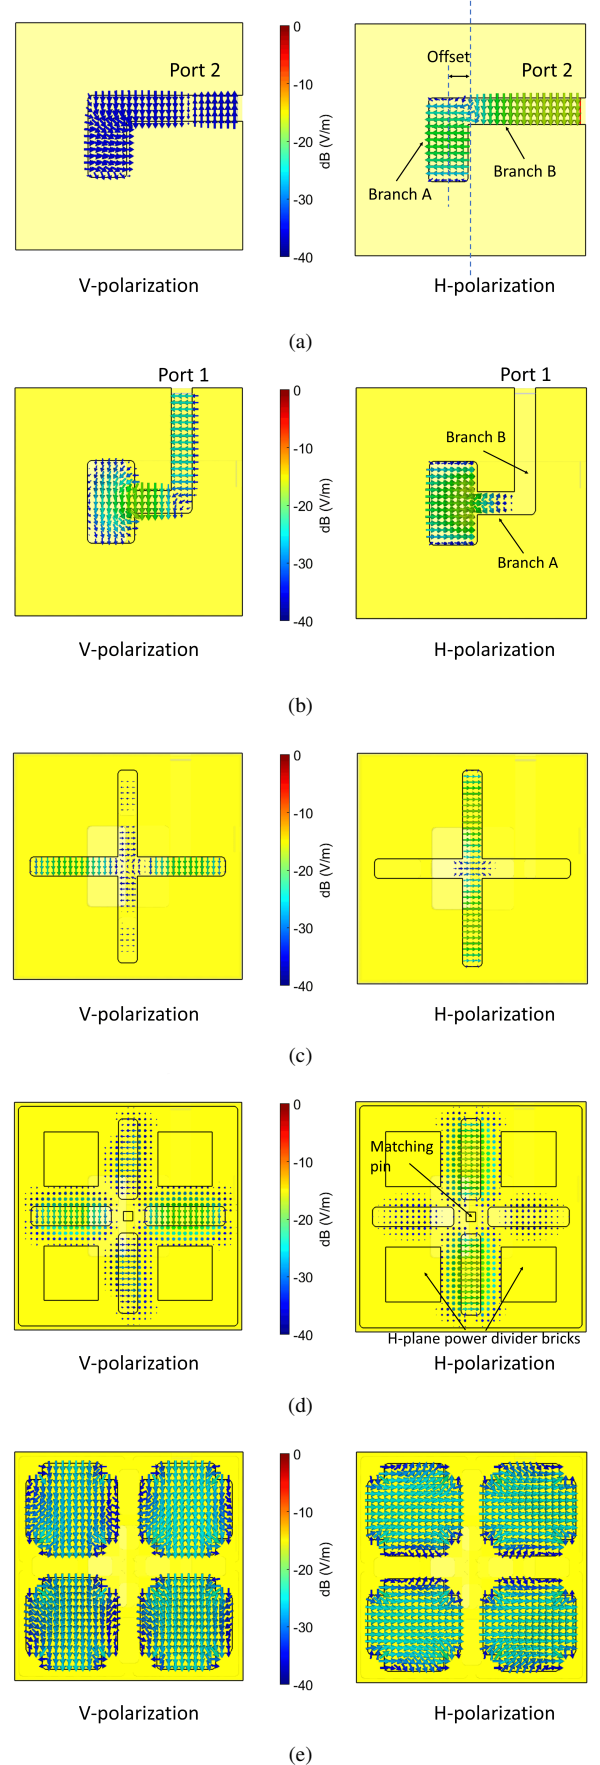 Port 2
0
-10
-20
-30
-40
dB (V/m)
V-polarization
Offset
Port 2
Branch A
Branch B
H-polarization
(a)
Port 1
0
-10
-20
-30
-40
dB (V/m)
V-polarization
Port 1
Branch B
Branch A
H-polarization
(b)
0
-10
-20
-30
-40
dB (V/m)
V-polarization
H-polarization
(c)
0
-10
-20
-30
-40
dB (V/m)
V-polarization
Matching
pin
H-plane power divider bricks
H-polarization
(d)
0
-10
-20
-30
-40
dB (V/m)
V-polarization
H-polarization
(e)